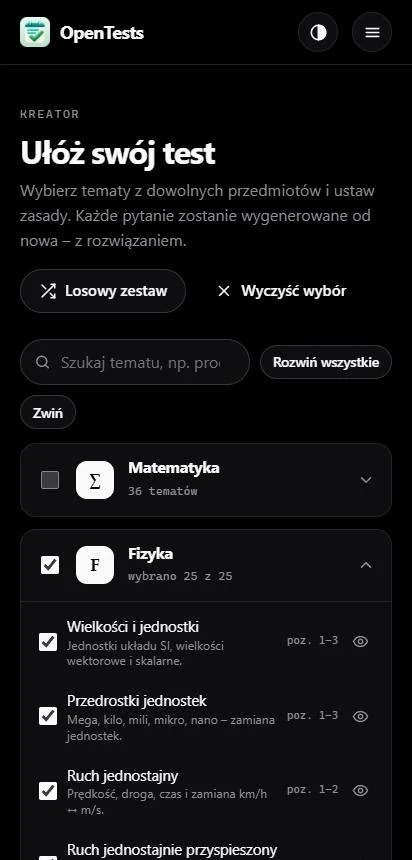 OpenTests
KREATOR
Ułóż swój test
Wybierz tematy z dowolnych przedmiotów i ustaw
zasady. Każde pytanie zostanie wygenerowane od
nowa – z rozwiązaniem.
Losowy zestaw
Wyczyść wybór
Szukaj tematu, np. pro
Rozwiń wszystkie
Zwiń
∑
Matematyka
36 tematów
F
Fizyka
wybrano 25 z 25
Wielkości i jednostki
Jednostki układu SI, wielkości
wektorowe i skalarne.
poz. 1–3
Przedrostki jednostek
Mega, kilo, mili, mikro, nano – zamiana
jednostek.
poz. 1–3
Ruch jednostajny
Prędkość, droga, czas i zamiana km/h
↔ m/s.
poz. 1–2
Ruch jednostajnie przyspieszony